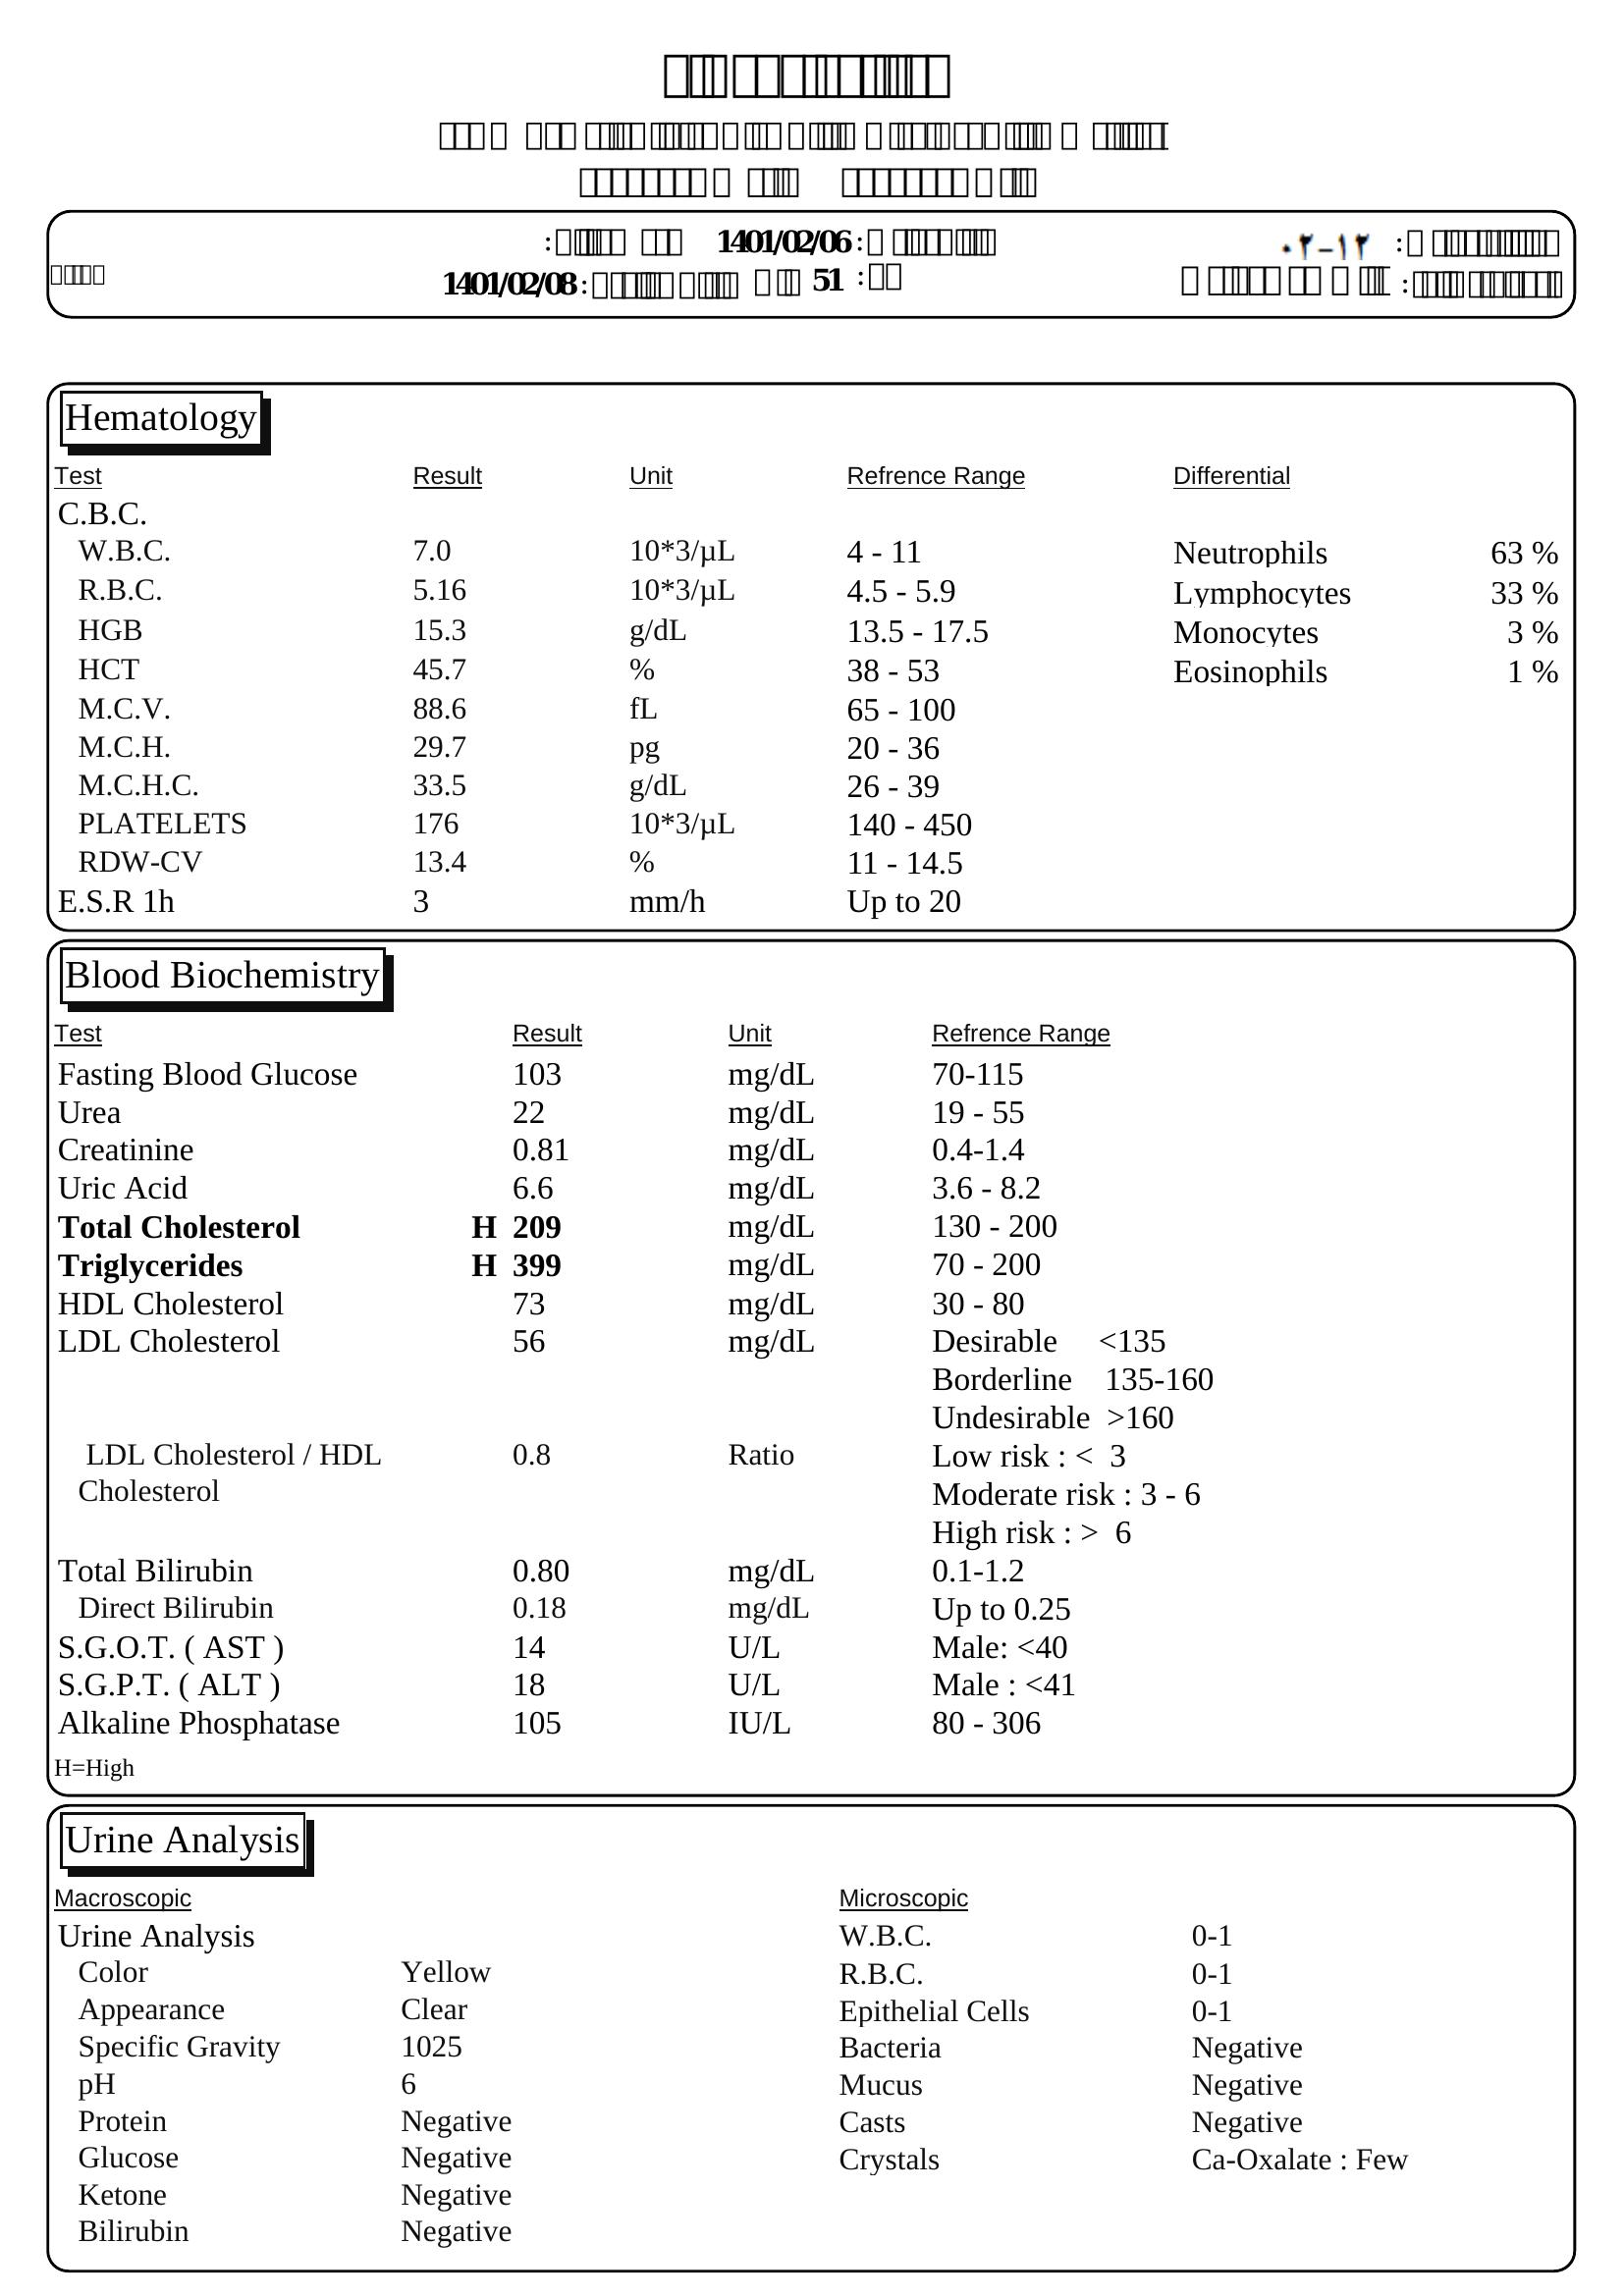 1401/02/06 :
۰۲-۱۲ :
1401/02/08 :
51 :
Hematology
Test Result Unit Refrence Range Differential
C.B.C.
W.B.C. 7.0 10*3/µL 4 - 11 Neutrophils 63 %
R.B.C. 5.16 10*3/µL 4.5 - 5.9 Lymphocytes 33 %
HGB 15.3 g/dL 13.5 - 17.5 Monocytes 3 %
HCT 45.7 % 38 - 53 Eosinophils 1 %
M.C.V. 88.6 fL 65 - 100
M.C.H. 29.7 pg 20 - 36
M.C.H.C. 33.5 g/dL 26 - 39
PLATELETS 176 10*3/µL 140 - 450
RDW-CV 13.4 % 11 - 14.5
E.S.R 1h 3 mm/h Up to 20
Blood Biochemistry
Test Result Unit Refrence Range
Fasting Blood Glucose 103 mg/dL 70-115
Urea 22 mg/dL 19 - 55
Creatinine 0.81 mg/dL 0.4-1.4
Uric Acid 6.6 mg/dL 3.6 - 8.2
Total Cholesterol H 209 mg/dL 130 - 200
Triglycerides H 399 mg/dL 70 - 200
HDL Cholesterol 73 mg/dL 30 - 80
LDL Cholesterol 56 mg/dL Desirable <135
Borderline 135-160
Undesirable >160
LDL Cholesterol / HDL 0.8 Ratio Low risk : < 3
Cholesterol
Moderate risk : 3 - 6
High risk : > 6
Total Bilirubin 0.80 mg/dL 0.1-1.2
Direct Bilirubin 0.18 mg/dL Up to 0.25
S.G.O.T. ( AST ) 14 U/L Male: <40
S.G.P.T. ( ALT ) 18 U/L Male : <41
Alkaline Phosphatase 105 IU/L 80 - 306
H=High
Urine Analysis
Macroscopic Microscopic
Urine Analysis W.B.C. 0-1
Color Yellow R.B.C. 0-1
Appearance Clear Epithelial Cells 0-1
Specific Gravity 1025 Bacteria Negative
pH 6 Mucus Negative
Protein Negative Casts Negative
Glucose Negative Crystals Ca-Oxalate : Few
Ketone Negative
Bilirubin Negative